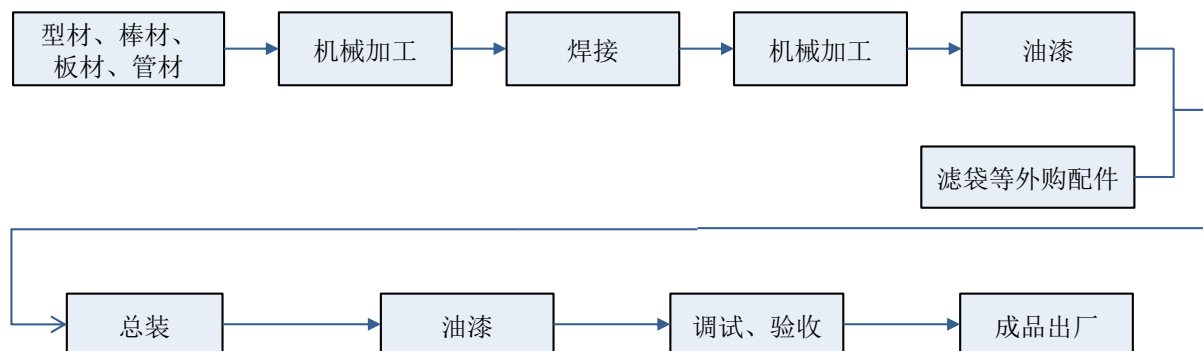 型材、棒材、
板材、管材
机械加工
焊接
机械加工
油漆
滤袋等外购配件
总装
油漆
调试、验收
成品出厂